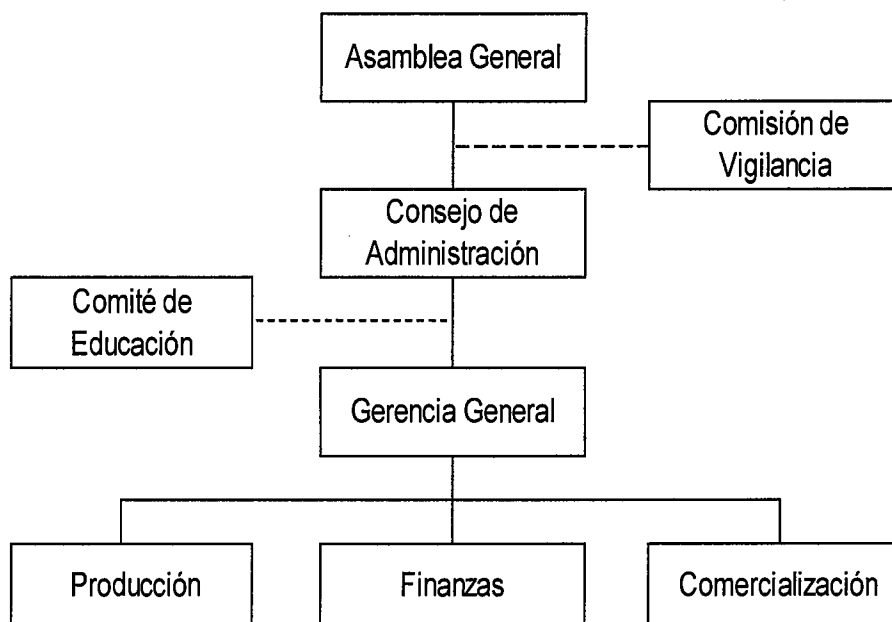 Asamblea General
Comisión de
Vigilancia
Consejo de
Administración
Comité de
Educación
Gerencia General
Producción
Finanzas
Comercialización